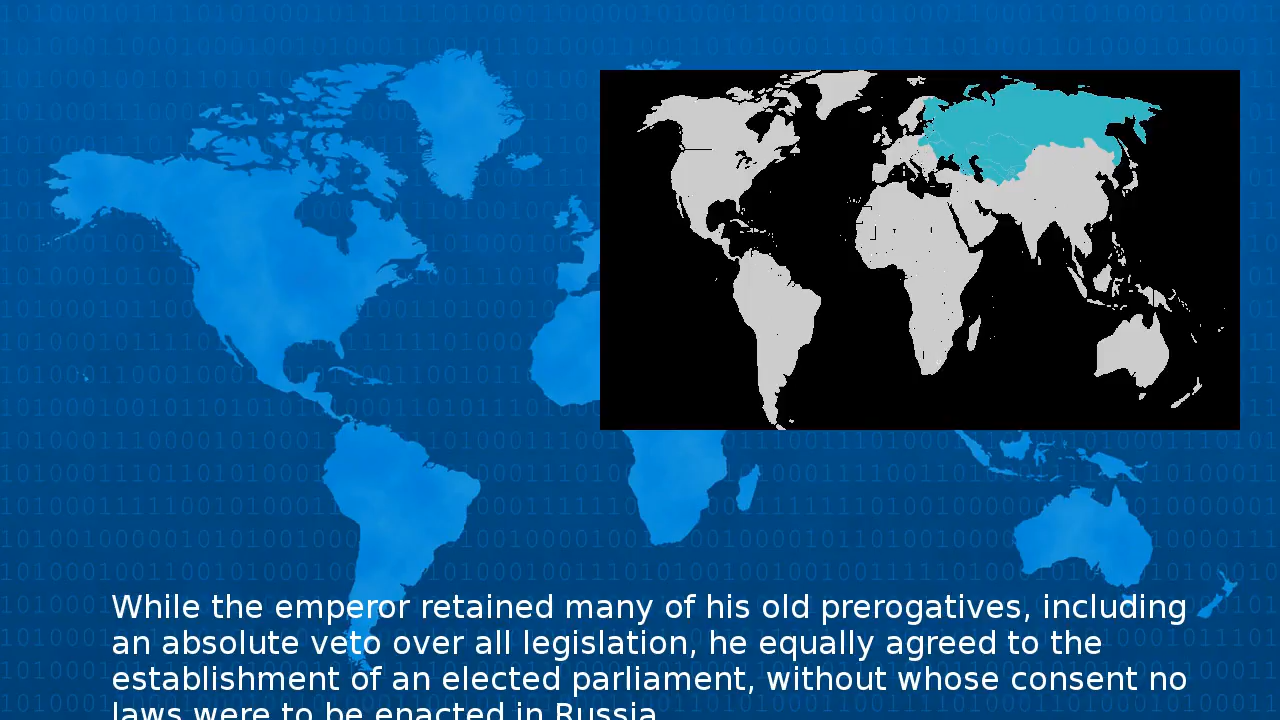 While the emperor retained many of his old prerogatives, including
an absolute veto over all legislation, he equally agreed to the
establishment of an elected parliament, without whose consent no
laws were to be enacted in Russia